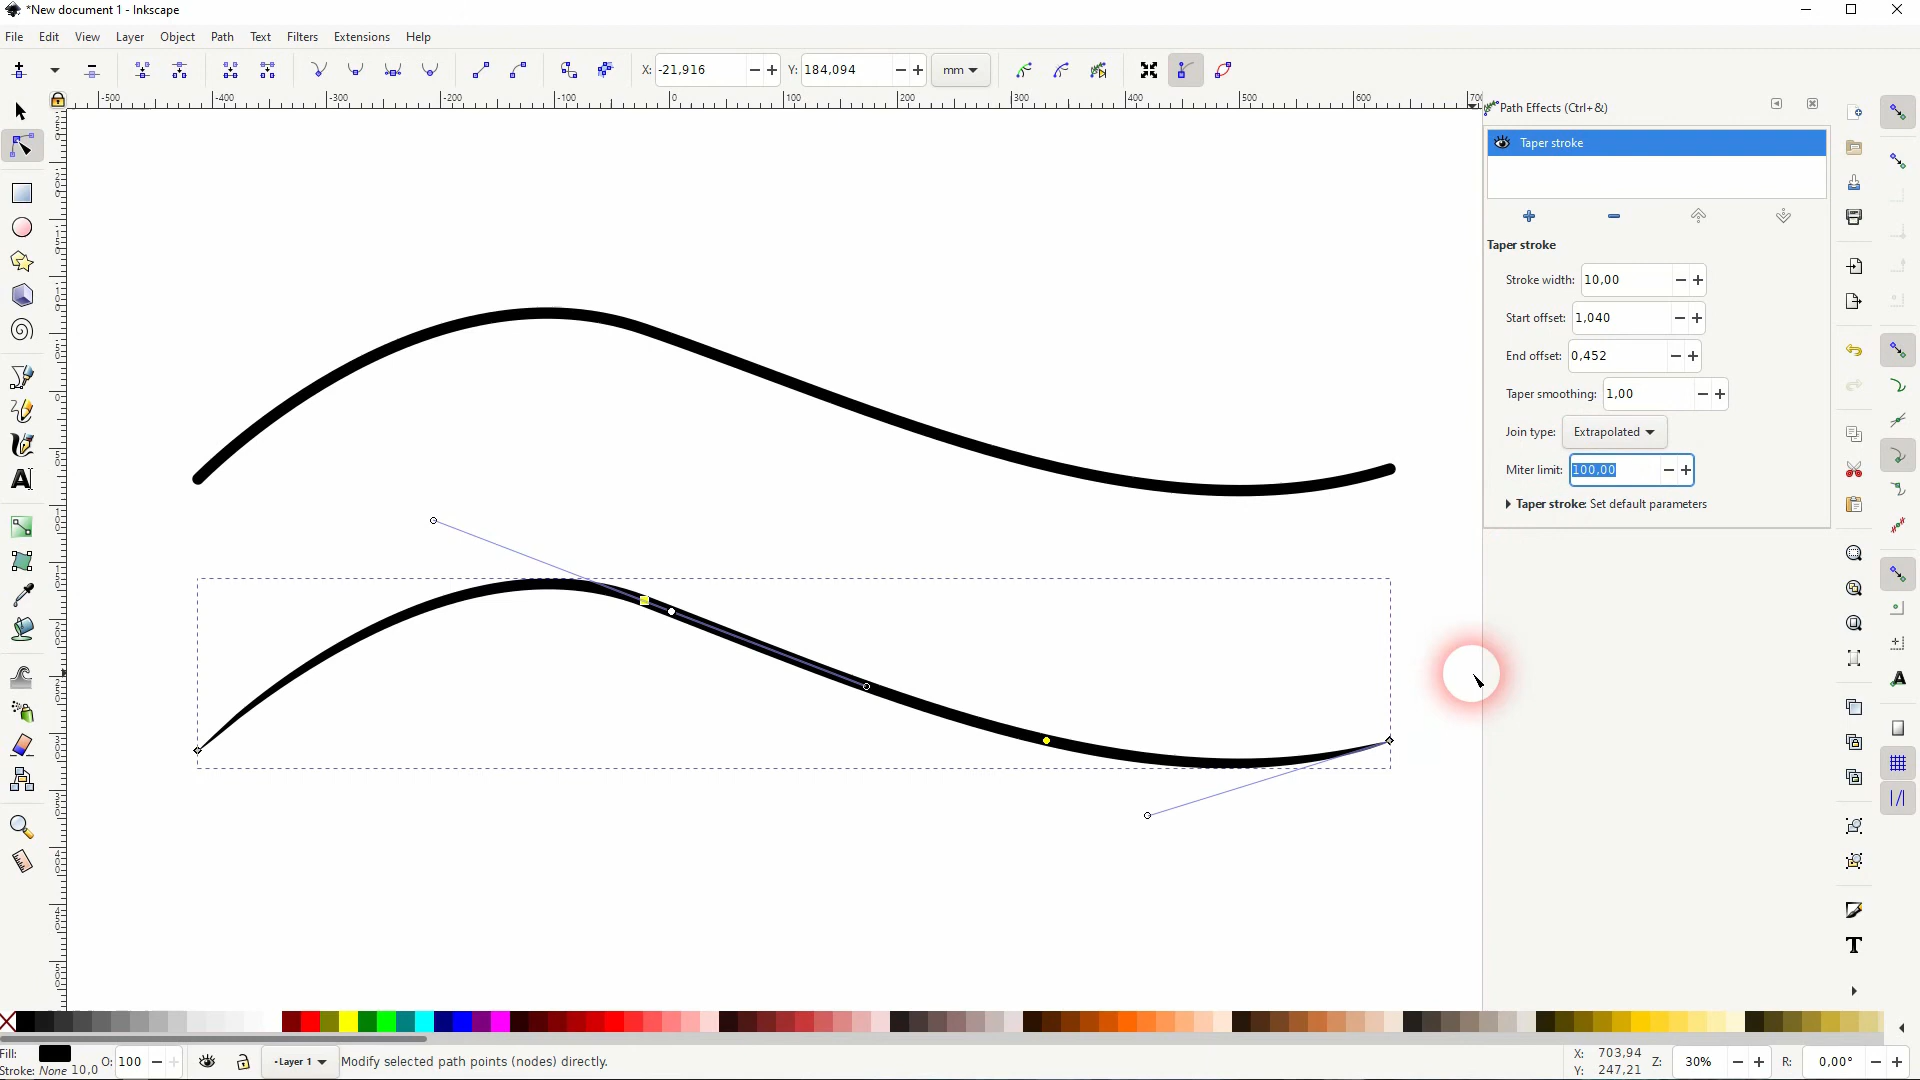 *New document 1 - Inkscape
File Edit View Layer Object Path Text Filters Extensions Help
X: -21,916 Y: 184,094 mm
-500 -400 -300 -200 -100 0 100 200 300 400 500 600 700
Path Effects (Ctrl+&)
Taper stroke
Taper stroke
Stroke width: 10,00
Start offset: 1,040
End offset: 0,452
Taper smoothing: 1,00
Join type: Extrapolated
Miter limit: 100,00
Taper stroke: Set default parameters
Fill: O: 100 -Layer 1 Modify selected path points (nodes) directly. X: 703,94 Z: 30% R: 0,00°
Stroke: None 10,0 Y: 247,21